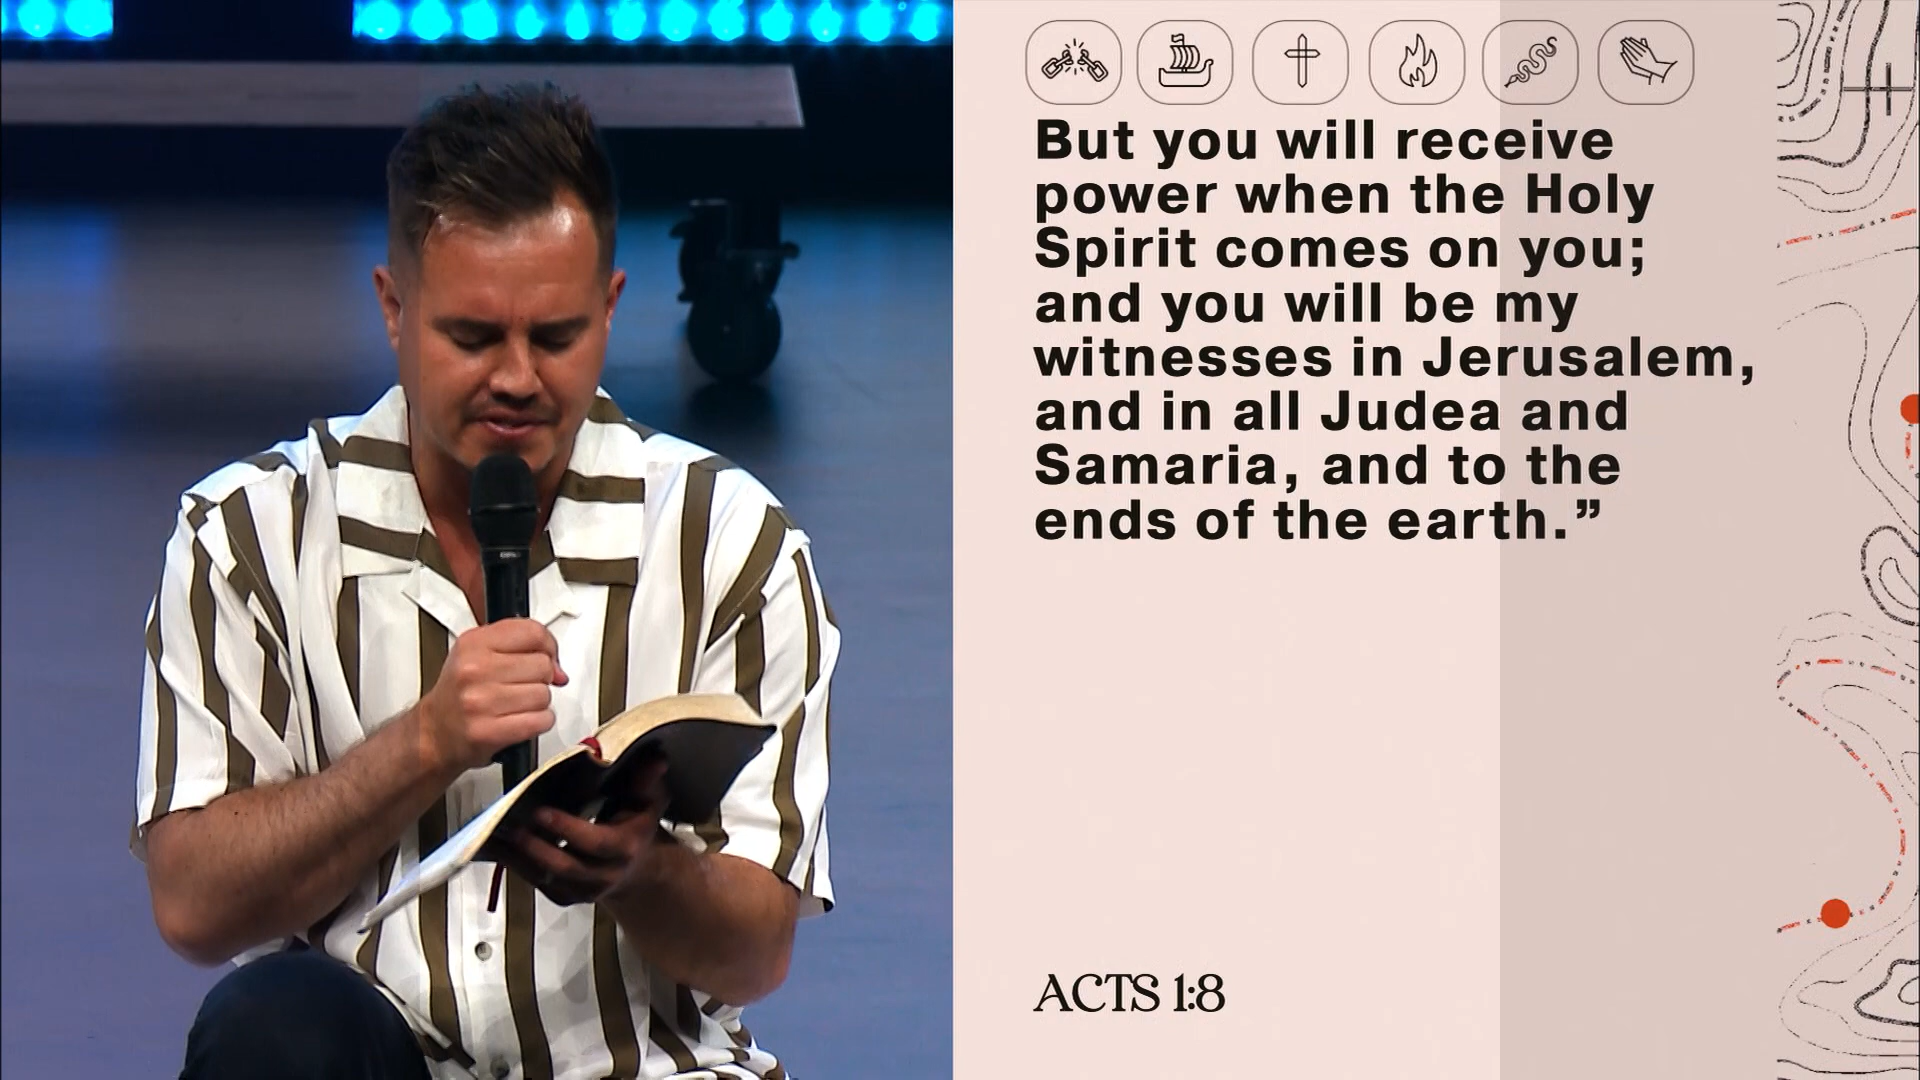 But you will receive
power when the Holy
Spirit comes on you;
and you will be my
witnesses in Jerusalem,
and in all Judea and
Samaria, and to the
ends of the earth.”
ACTS 1:8